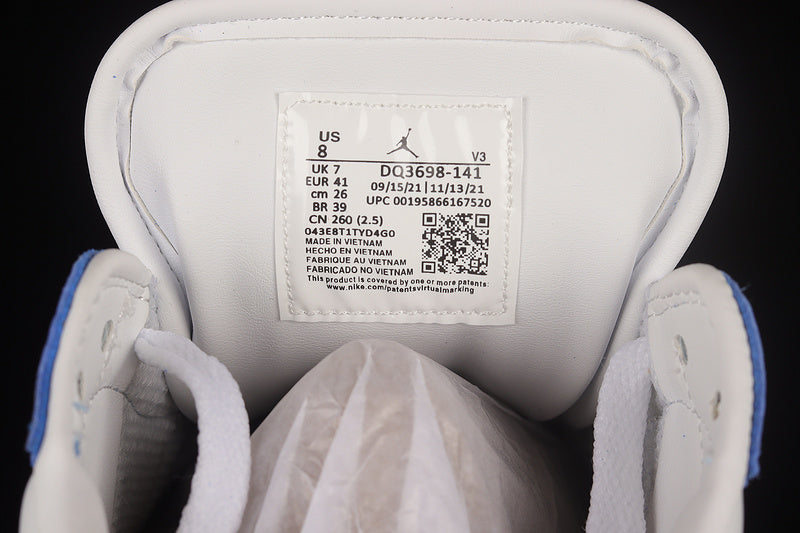 US
8
V3
UK 7
DQ3698-141
EUR 41
09/15/21|11/13/21
cm 26
UPC 00195866167520
BR 39
CN 260 (2.5)
043E8T1TYD4G0
MADE IN VIETNAM
HECHO EN VIETNAM
FABRIQUE AU VIETNAM
FABRICADO NO VIETNAM
This product is covered by one or more patents:
www.nike.com/patentsvirtualmarking